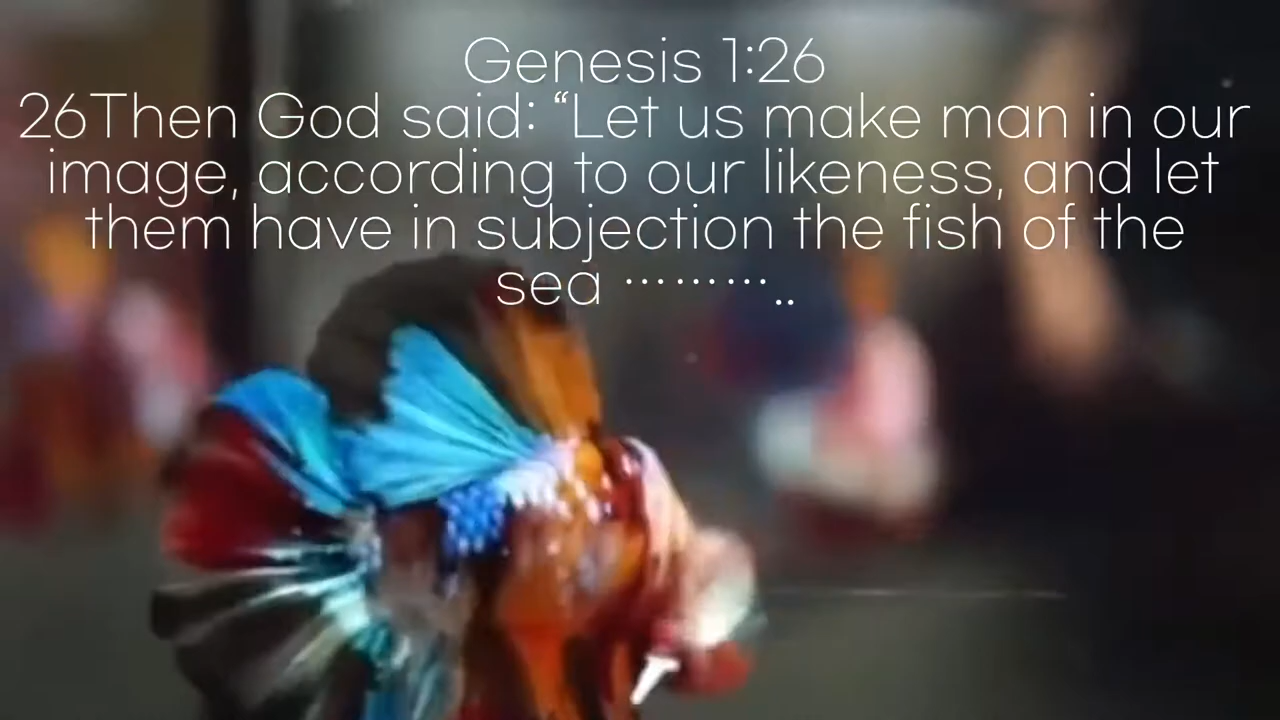 Genesis 1:26
26Then God said: “Let us make man in our
image, according to our likeness, and let
them have in subjection the fish of the
sea ………..